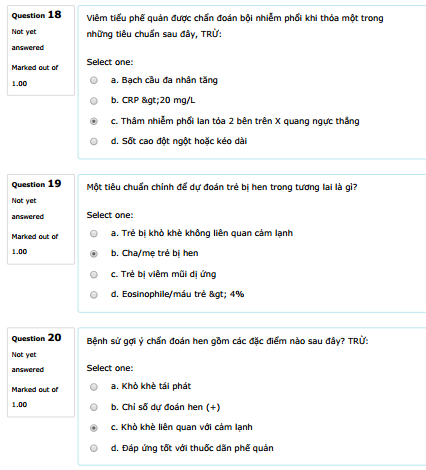 Question 18
Not yet
answered
Marked out of
1.00
Viêm tiểu phế quản được chẩn đoán bội nhiễm phổi khi thỏa một trong
những tiêu chuẩn sau đây, TRỪ:
Select one:
a. Bạch cầu đa nhân tăng
b. CRP &gt;20 mg/L
c. Thâm nhiễm phổi lan tỏa 2 bên trên X quang ngực thẳng
d. Sốt cao đột ngột hoặc kéo dài
Question 19
Not yet
answered
Marked out of
1.00
Một tiêu chuẩn chính để dự đoán trẻ bị hen trong tương lai là gì?
Select one:
a. Trẻ bị khò khè không liên quan cảm lạnh
b. Cha/mẹ trẻ bị hen
c. Trẻ bị viêm mũi dị ứng
d. Eosinophile/máu trẻ &gt; 4%
Question 20
Not yet
answered
Marked out of
1.00
Bệnh sử gợi ý chẩn đoán hen gồm các đặc điểm nào sau đây? TRỪ:
Select one:
a. Khò khè tái phát
b. Chỉ số dự đoán hen (+)
c. Khò khè liên quan với cảm lạnh
d. Đáp ứng tốt với thuốc dãn phế quản